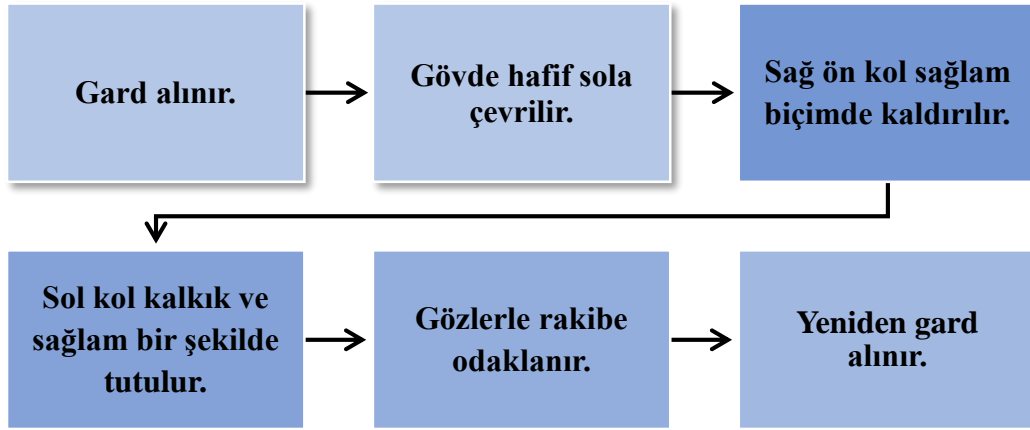 Gard alınır.
Gövde hafif sola
çevrilir.
Sağ ön kol sağlam
biçimde kaldırılır.
Sol kol kalkık ve
sağlam bir şekilde
tutulur.
Gözlerle rakibe
odaklanır.
Yeniden gard
alınır.